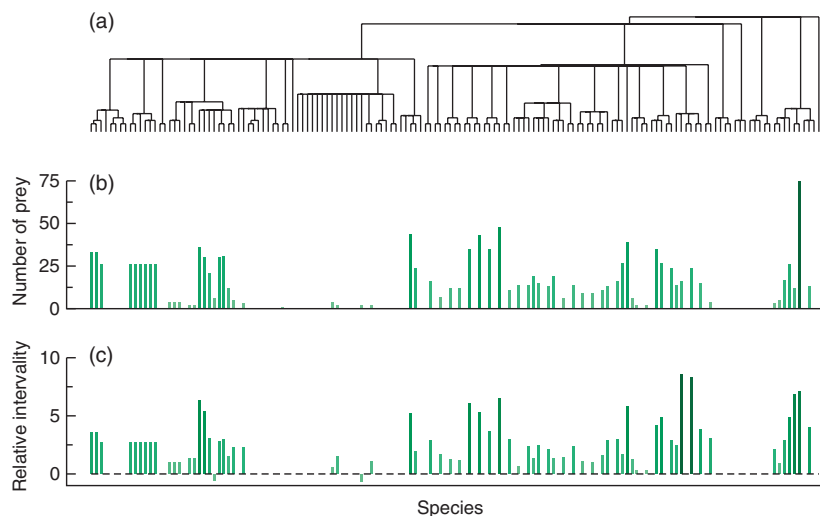 (a)
(b)
75
50
25
0
Number of prey
(c)
10
5
0
Relative intervality
Species